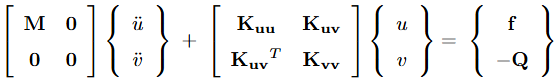 [ M 0 ] { ü } + [ K_uu K_uv ] { u } = { f }
[ 0 0 ] { v̈ } [ K_uv^T K_vv ] { v } { −Q }